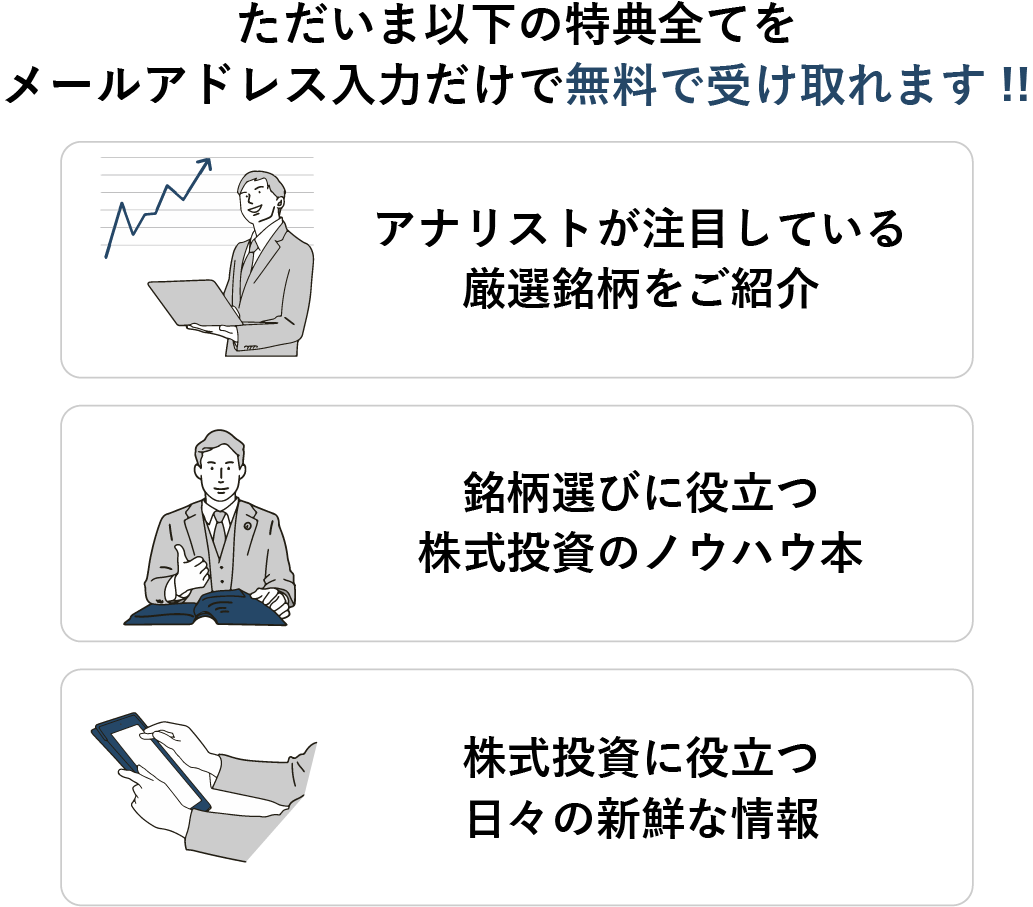 ただいま以下の特典全てを
メールアドレス入力だけで無料で受け取れます!!
アナリストが注目している
厳選銘柄をご紹介
銘柄選びに役立つ
株式投資のノウハウ本
株式投資に役立つ
日々の新鮮な情報